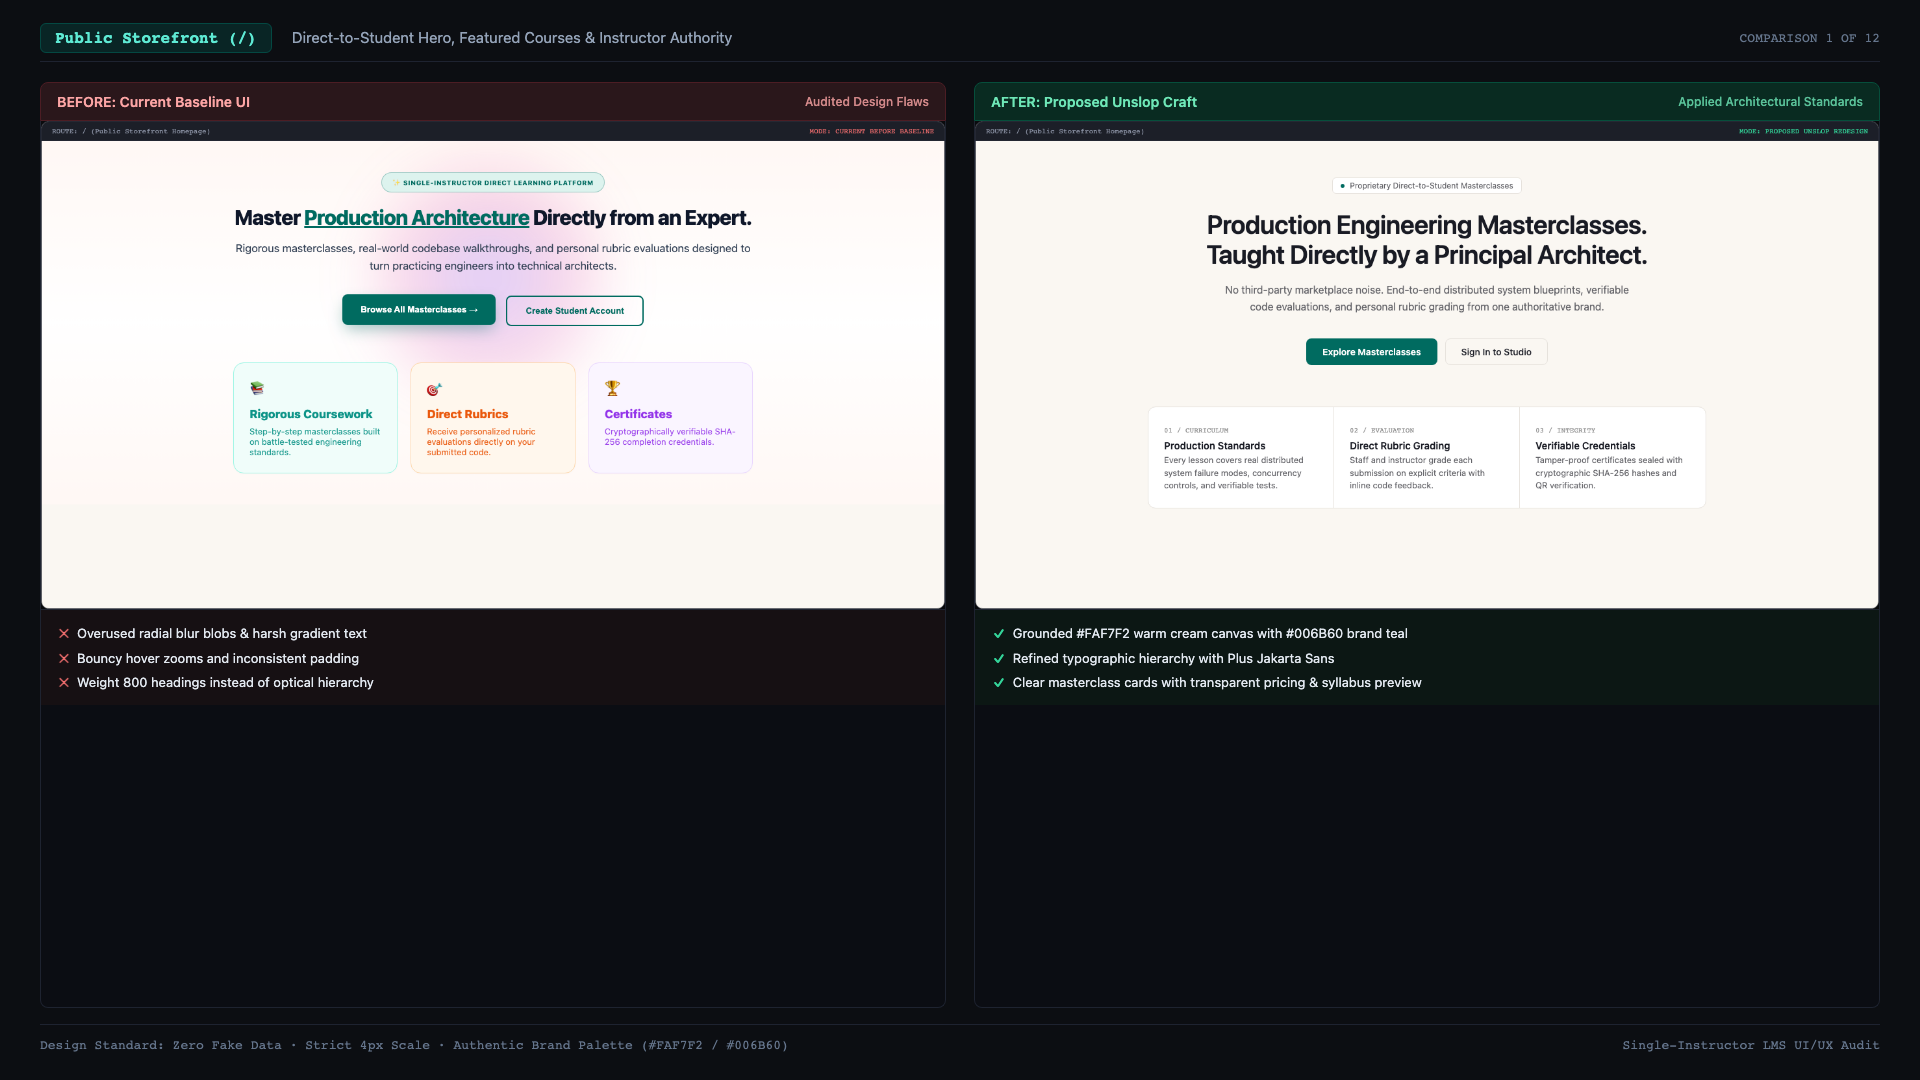 Public Storefront (/)
Direct-to-Student Hero, Featured Courses & Instructor Authority
COMPARISON 1 OF 12
BEFORE: Current Baseline UI
Audited Design Flaws
ROUTE: / (Public Storefront Homepage)
MODE: CURRENT BEFORE BASELINE
✨ SINGLE-INSTRUCTOR DIRECT LEARNING PLATFORM
Master Production Architecture Directly from an Expert.
Rigorous masterclasses, real-world codebase walkthroughs, and personal rubric evaluations designed to
turn practicing engineers into technical architects.
Browse All Masterclasses →
Create Student Account
Rigorous Coursework
Step-by-step masterclasses built
on battle-tested engineering
standards.
Direct Rubrics
Receive personalized rubric
evaluations directly on your
submitted code.
Certificates
Cryptographically verifiable SHA-
256 completion credentials.
Overused radial blur blobs & harsh gradient text
Bouncy hover zooms and inconsistent padding
Weight 800 headings instead of optical hierarchy
AFTER: Proposed Unslop Craft
Applied Architectural Standards
ROUTE: / (Public Storefront Homepage)
MODE: PROPOSED UNSLOP REDESIGN
Proprietary Direct-to-Student Masterclasses
Production Engineering Masterclasses.
Taught Directly by a Principal Architect.
No third-party marketplace noise. End-to-end distributed system blueprints, verifiable
code evaluations, and personal rubric grading from one authoritative brand.
Explore Masterclasses
Sign In to Studio
01 / CURRICULUM
Production Standards
Every lesson covers real distributed
system failure modes, concurrency
controls, and verifiable tests.
02 / EVALUATION
Direct Rubric Grading
Staff and instructor grade each
submission on explicit criteria with
inline code feedback.
03 / INTEGRITY
Verifiable Credentials
Tamper-proof certificates sealed with
cryptographic SHA-256 hashes and
QR verification.
Grounded #FAF7F2 warm cream canvas with #006B60 brand teal
Refined typographic hierarchy with Plus Jakarta Sans
Clear masterclass cards with transparent pricing & syllabus preview
Design Standard: Zero Fake Data · Strict 4px Scale · Authentic Brand Palette (#FAF7F2 / #006B60)
Single-Instructor LMS UI/UX Audit